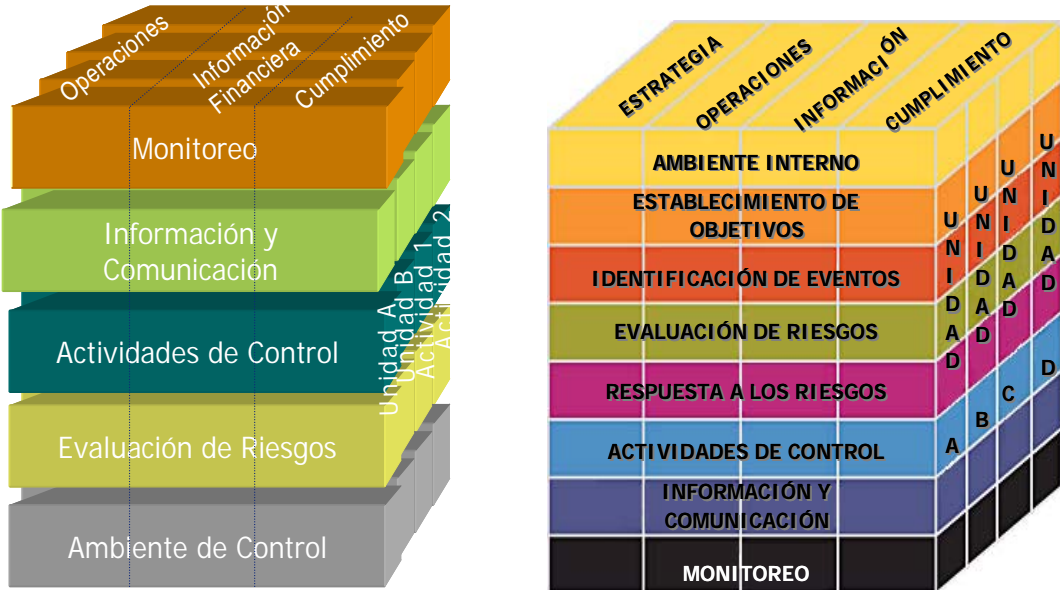 Operaciones
Información
Financiera
Cumplimiento
Monitoreo
Información y
Comunicación
Actividades de Control
Evaluación de Riesgos
Ambiente de Control
Unidad A
Unidad B
Actividad 1
Actividad 2
ESTRATEGIA
OPERACIONES
INFORMACIÓN
CUMPLIMIENTO
AMBIENTE INTERNO
ESTABLECIMIENTO DE
OBJETIVOS
IDENTIFICACIÓN DE EVENTOS
EVALUACIÓN DE RIESGOS
RESPUESTA A LOS RIESGOS
ACTIVIDADES DE CONTROL
INFORMACIÓN Y
COMUNICACIÓN
MONITOREO
UNIDAD A
UNIDAD B
UNIDAD C
UNIDAD D